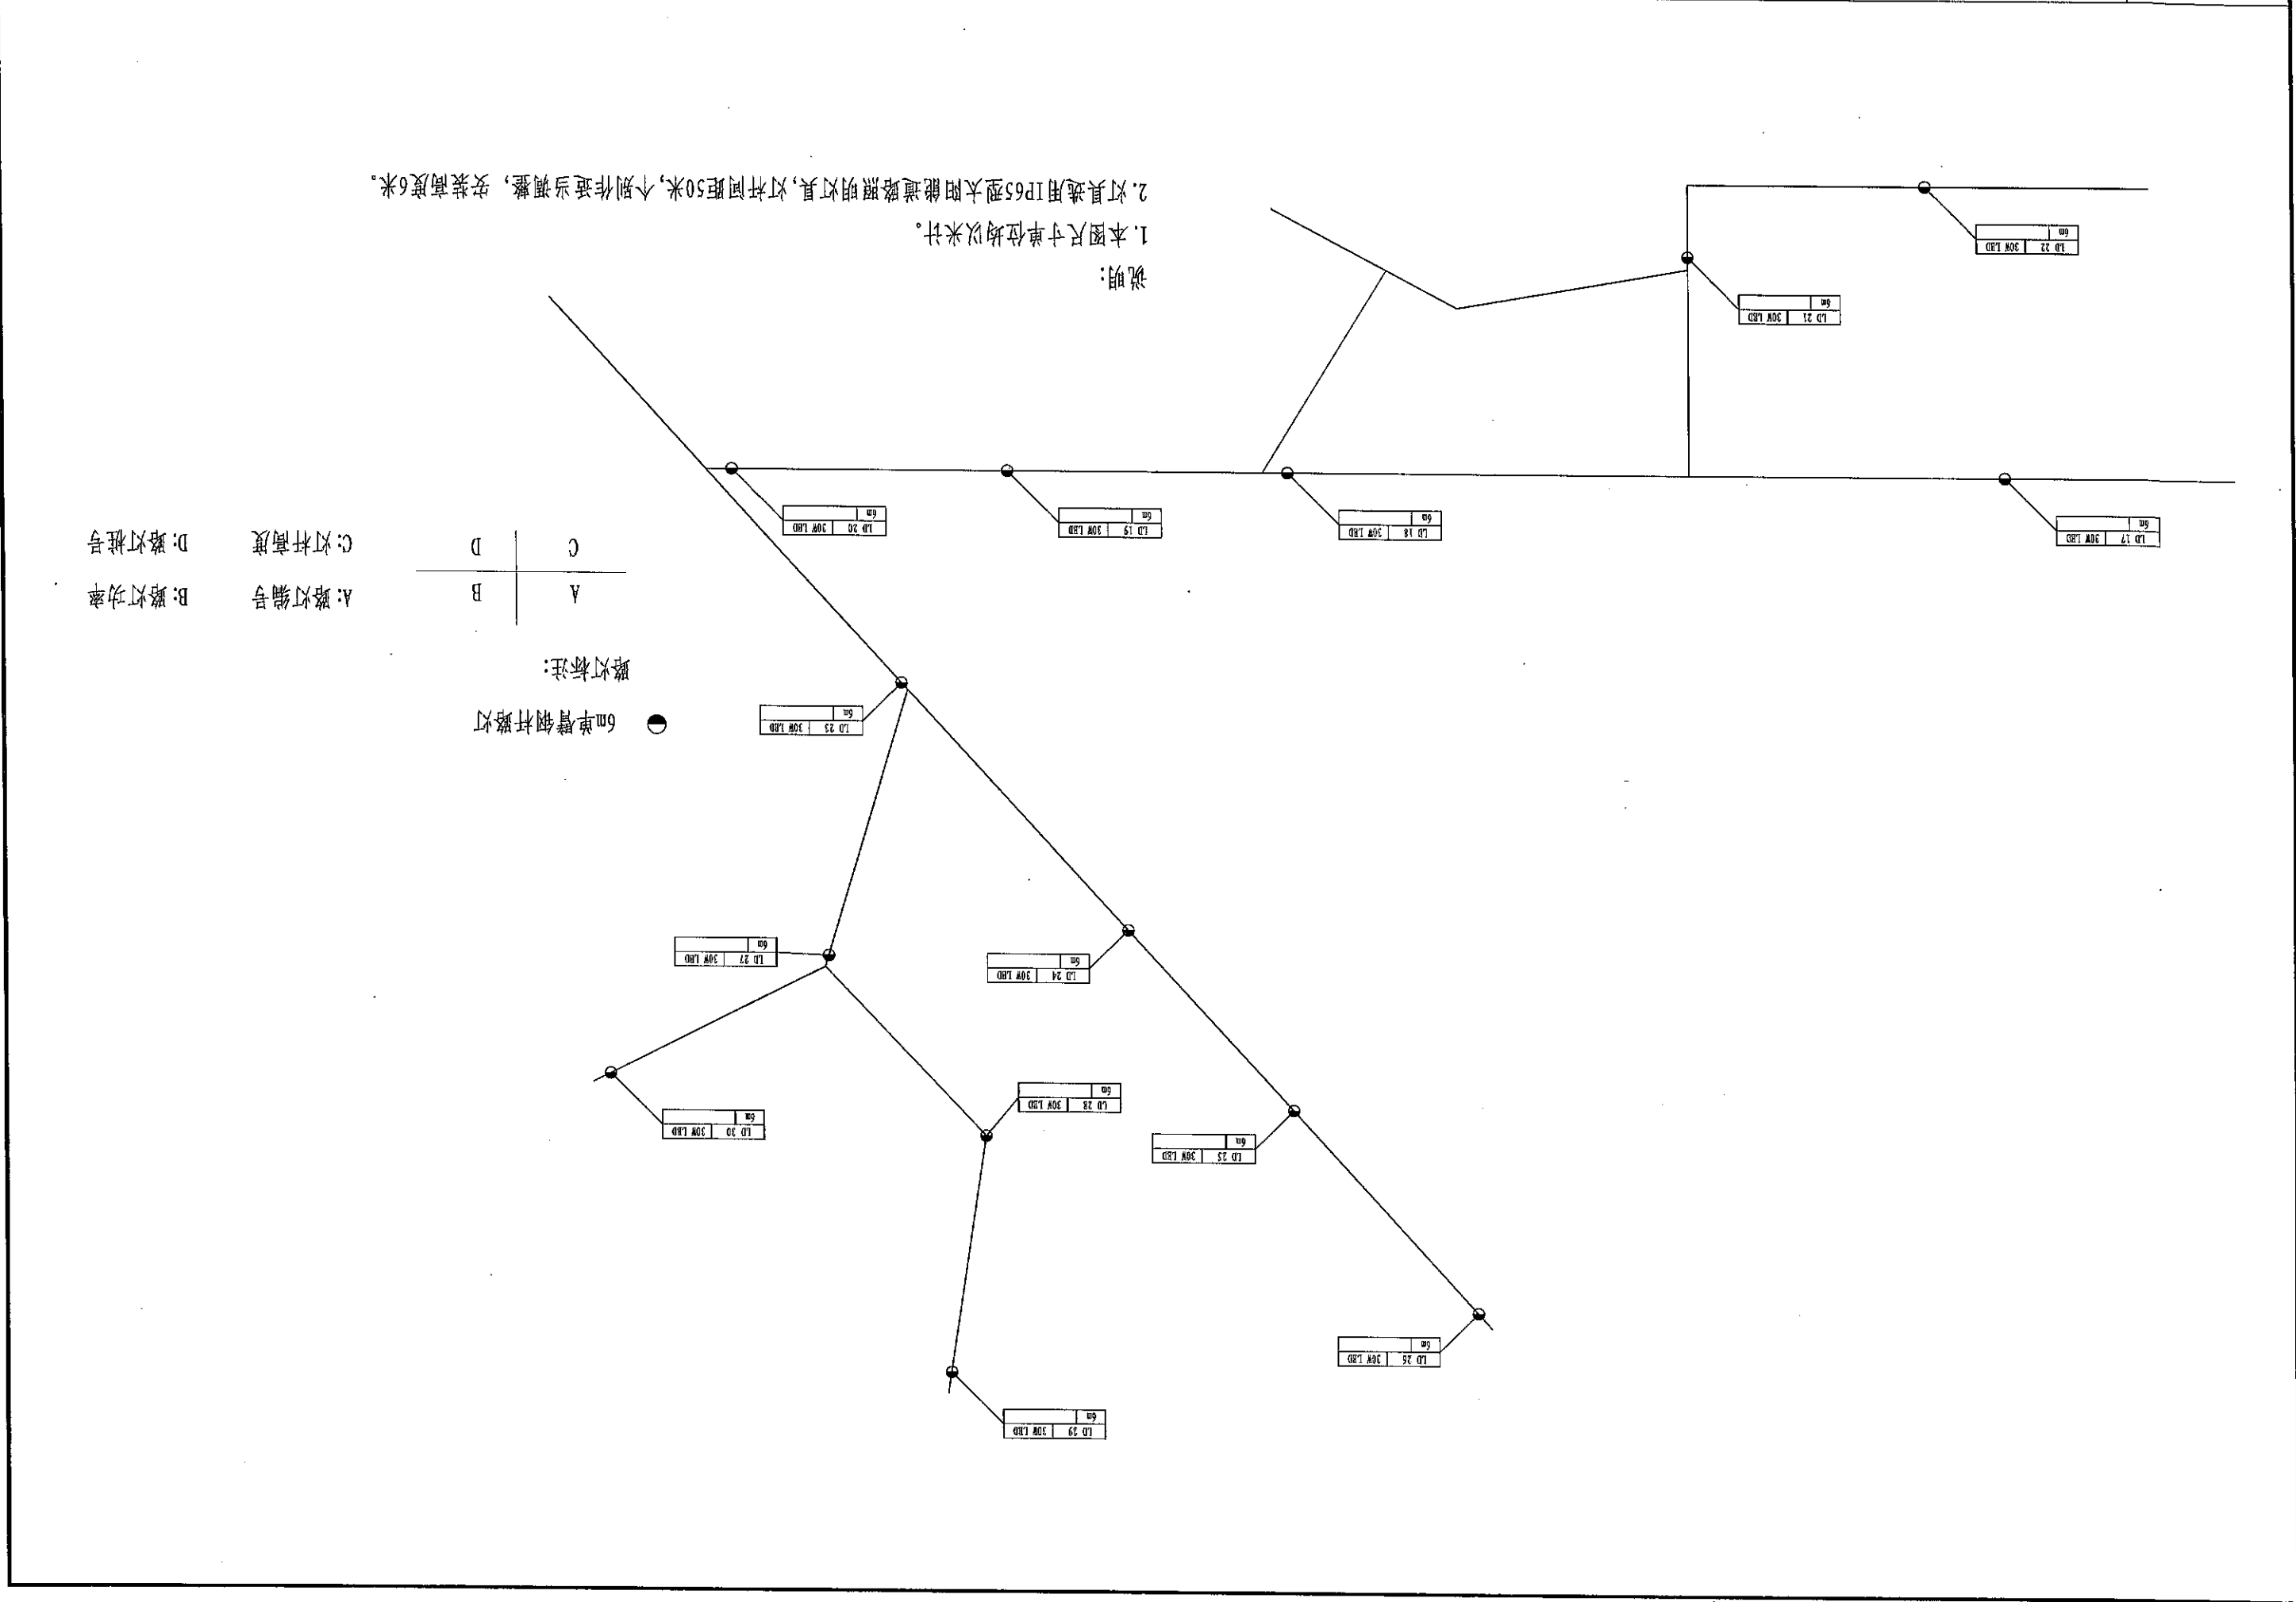 LD 29 30W LED
6m
LD 26 30W LED
6m
LD 25 30W LED
6m
LD 30 30W LED
6m
LD 28 30W LED
6m
LD 24 30W LED
6m
LD 27 30W LED
6m
LD 23 30W LED
6m
6m单臂钢杆路灯
路灯标注:
A B A:路灯编号 B:路灯功率
C D C:灯杆高度 D:路灯桩号
LD 17 30W LED
6m
LD 18 30W LED
6m
LD 19 30W LED
6m
LD 20 30W LED
6m
LD 21 30W LED
6m
LD 22 30W LED
6m
说明:
1.本图尺寸单位均以米计。
2.灯具选用IP65型太阳能道路照明灯具,灯杆间距50米,个别作适当调整, 安装高度6米。